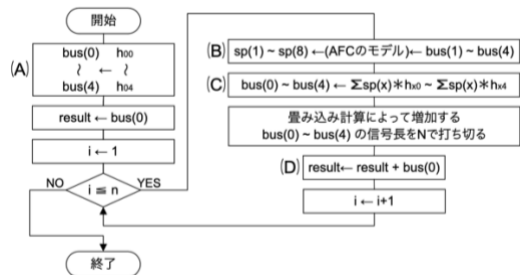 開始
(A)
bus(0) h₀₀
≀ ← ≀
bus(4) h₀₄
result ← bus(0)
i ← 1
NO
i ≦ n
YES
終了
(B) sp(1) ~ sp(8) ←(AFCのモデル)← bus(1) ~ bus(4)
(C) bus(0) ~ bus(4) ← Σsp(x)＊hₓ₀ ~ Σsp(x)＊hₓ₄
畳み込み計算によって増加する
bus(0) ~ bus(4) の信号長をNで打ち切る
(D) result← result + bus(0)
i ← i+1